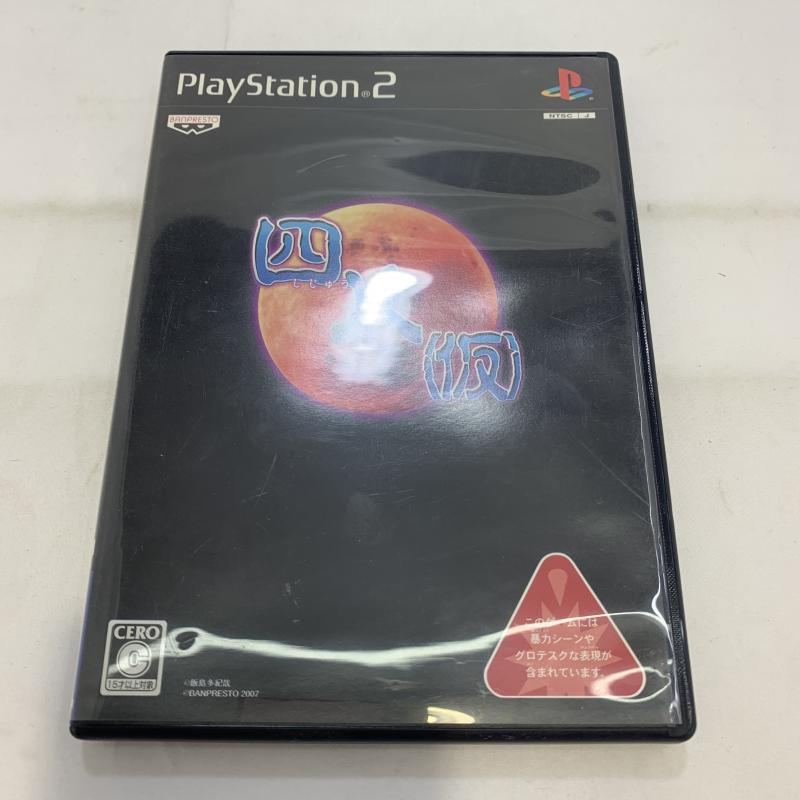 PlayStation®2
BANPRESTO
NTSC J
四
ししゅう
(仮)
このゲームには
暴力シーンや
グロテスクな表現が
含まれています。
CERO
C
15才以上対象
©飯島多紀哉
©BANPRESTO 2007